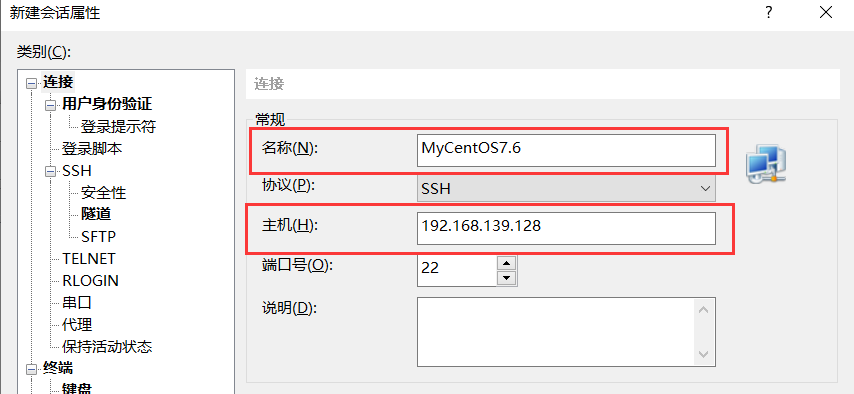 新建会话属性
?
类别(C):
连接
用户身份验证
登录提示符
登录脚本
SSH
安全性
隧道
SFTP
TELNET
RLOGIN
串口
代理
保持活动状态
终端
键盘
连接
常规
名称(N): MyCentOS7.6
协议(P): SSH
主机(H): 192.168.139.128
端口号(O): 22
说明(D):